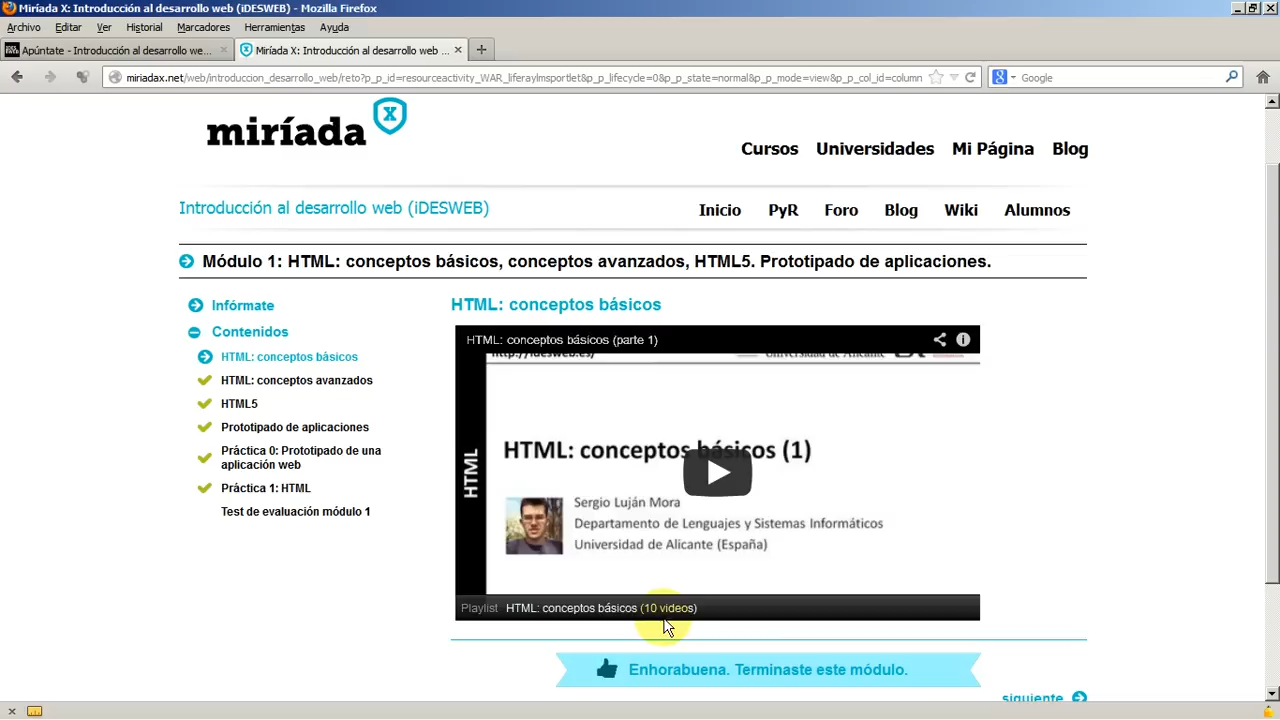 Miríada X: Introducción al desarrollo web (iDESWEB) - Mozilla Firefox
Archivo Editar Ver Historial Marcadores Herramientas Ayuda
Apúntate - Introducción al desarrollo we...
Miríada X: Introducción al desarrollo web ...
miriadax.net/web/introduccion_desarrollo_web/reto?p_p_id=resourceactivity_WAR_liferaylmsportlet&p_p_lifecycle=0&p_p_state=normal&p_p_mode=view&p_p_col_id=column
Google
miríada X
Cursos Universidades Mi Página Blog
Introducción al desarrollo web (iDESWEB)
Inicio PyR Foro Blog Wiki Alumnos
Módulo 1: HTML: conceptos básicos, conceptos avanzados, HTML5. Prototipado de aplicaciones.
Infórmate
Contenidos
HTML: conceptos básicos
HTML: conceptos avanzados
HTML5
Prototipado de aplicaciones
Práctica 0: Prototipado de una
aplicación web
Práctica 1: HTML
Test de evaluación módulo 1
HTML: conceptos básicos
HTML: conceptos básicos (parte 1)
http://idesweb.es/
Universidad de Alicante
HTML
HTML: conceptos básicos (1)
Sergio Luján Mora
Departamento de Lenguajes y Sistemas Informáticos
Universidad de Alicante (España)
Playlist HTML: conceptos básicos (10 videos)
Enhorabuena. Terminaste este módulo.
siguiente